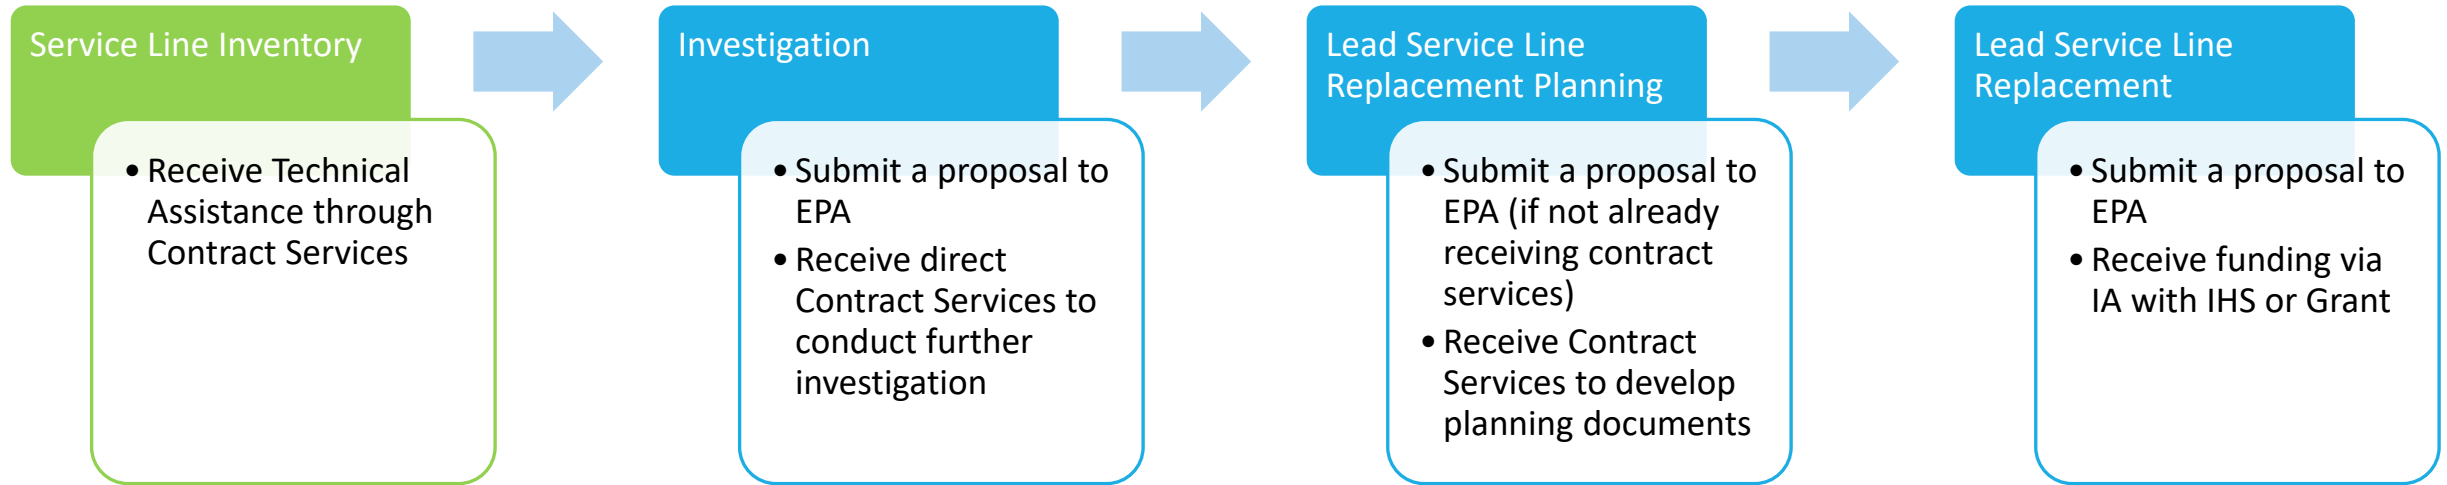 Service Line Inventory
• Receive Technical
Assistance through
Contract Services
Investigation
• Submit a proposal to
EPA
• Receive direct
Contract Services to
conduct further
investigation
Lead Service Line
Replacement Planning
• Submit a proposal to
EPA (if not already
receiving contract
services)
• Receive Contract
Services to develop
planning documents
Lead Service Line
Replacement
• Submit a proposal to
EPA
• Receive funding via
IA with IHS or Grant